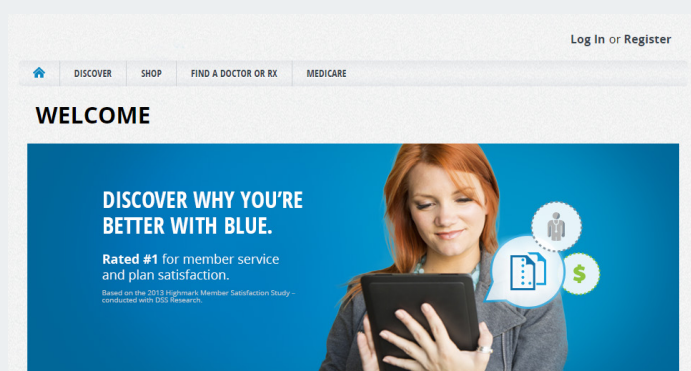 Log In or Register
DISCOVER SHOP FIND A DOCTOR OR RX MEDICARE
WELCOME
DISCOVER WHY YOU'RE
BETTER WITH BLUE.
Rated #1 for member service
and plan satisfaction.
Based on the 2013 Highmark Member Satisfaction Study –
conducted with DSS Research.
$